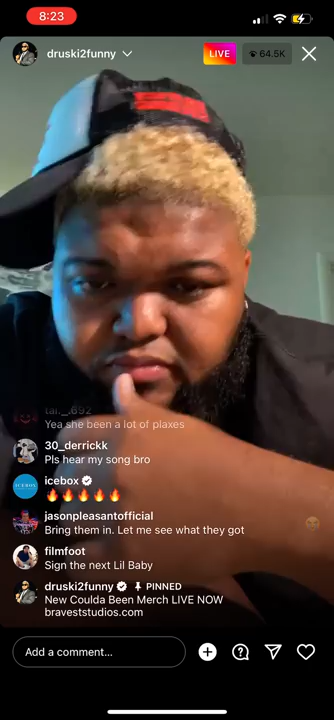 8:23
druski2funny
LIVE
64.5K
Yea she been a lot of plaxes
30_derrickk
Pls hear my song bro
icebox
🔥🔥🔥🔥🔥
jasonpleasantofficial
Bring them in. Let me see what they got
filmfoot
Sign the next Lil Baby
druski2funny PINNED
New Coulda Been Merch LIVE NOW
braveststudios.com
Add a comment...